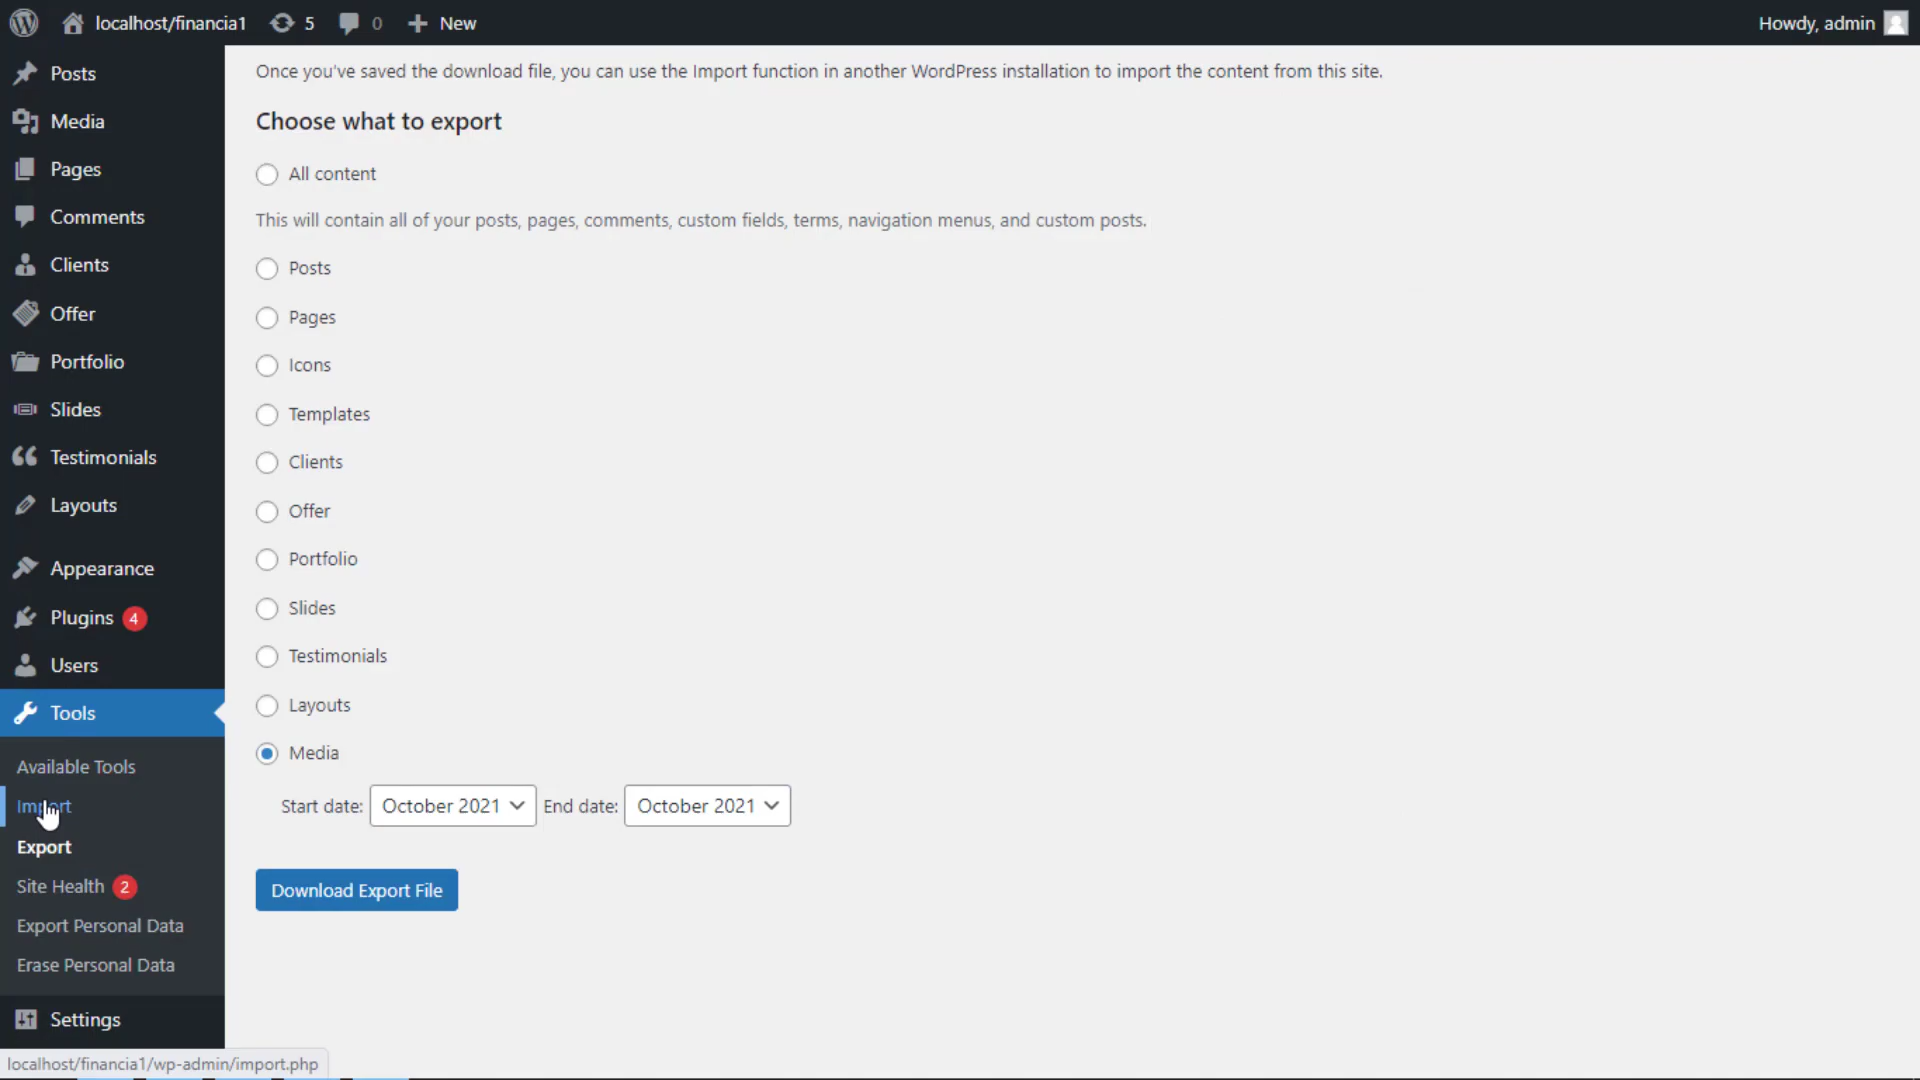 localhost/financia1 5 0 New Howdy, admin
Posts
Media
Pages
Comments
Clients
Offer
Portfolio
Slides
Testimonials
Layouts
Appearance
Plugins 4
Users
Tools
Available Tools
Import
Export
Site Health 2
Export Personal Data
Erase Personal Data
Settings
Once you've saved the download file, you can use the Import function in another WordPress installation to import the content from this site.
Choose what to export
All content
This will contain all of your posts, pages, comments, custom fields, terms, navigation menus, and custom posts.
Posts
Pages
Icons
Templates
Clients
Offer
Portfolio
Slides
Testimonials
Layouts
Media
Start date: October 2021 End date: October 2021
Download Export File
localhost/financia1/wp-admin/import.php